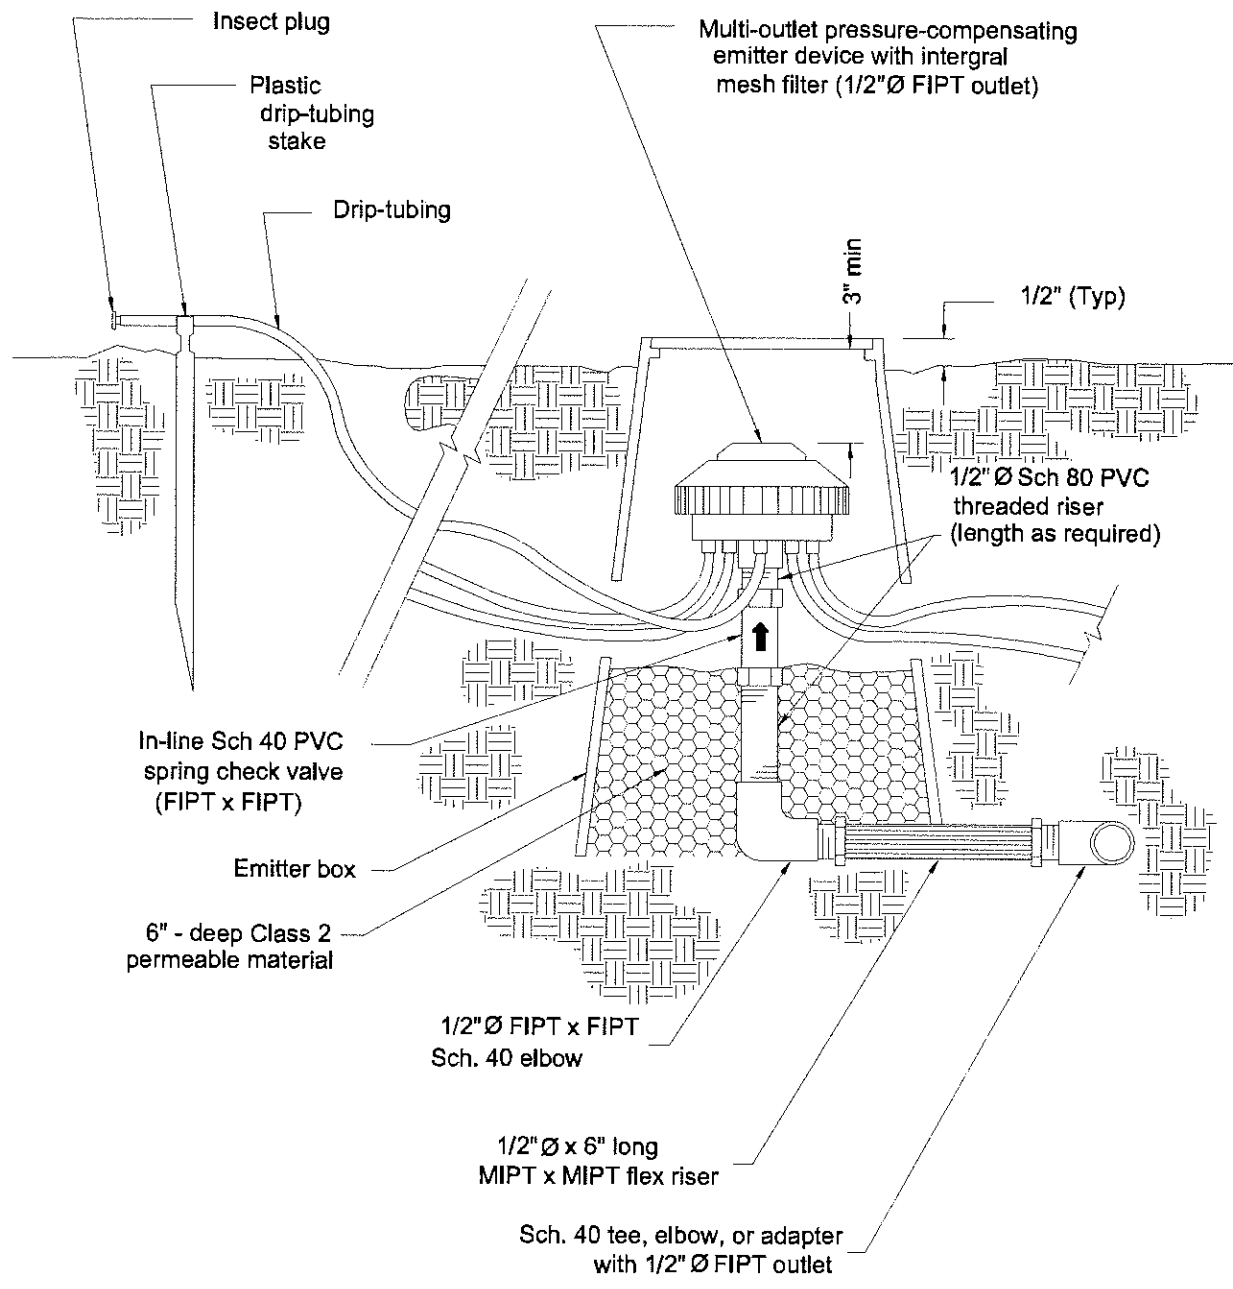 Insect plug
Plastic
drip-tubing
stake
Drip-tubing
Multi-outlet pressure-compensating
emitter device with intergral
mesh filter (1/2"Ø FIPT outlet)
3" min
1/2" (Typ)
1/2" Ø Sch 80 PVC
threaded riser
(length as required)
In-line Sch 40 PVC
spring check valve
(FIPT x FIPT)
Emitter box
6" - deep Class 2
permeable material
1/2"Ø FIPT x FIPT
Sch. 40 elbow
1/2"Ø x 6" long
MIPT x MIPT flex riser
Sch. 40 tee, elbow, or adapter
with 1/2" Ø FIPT outlet